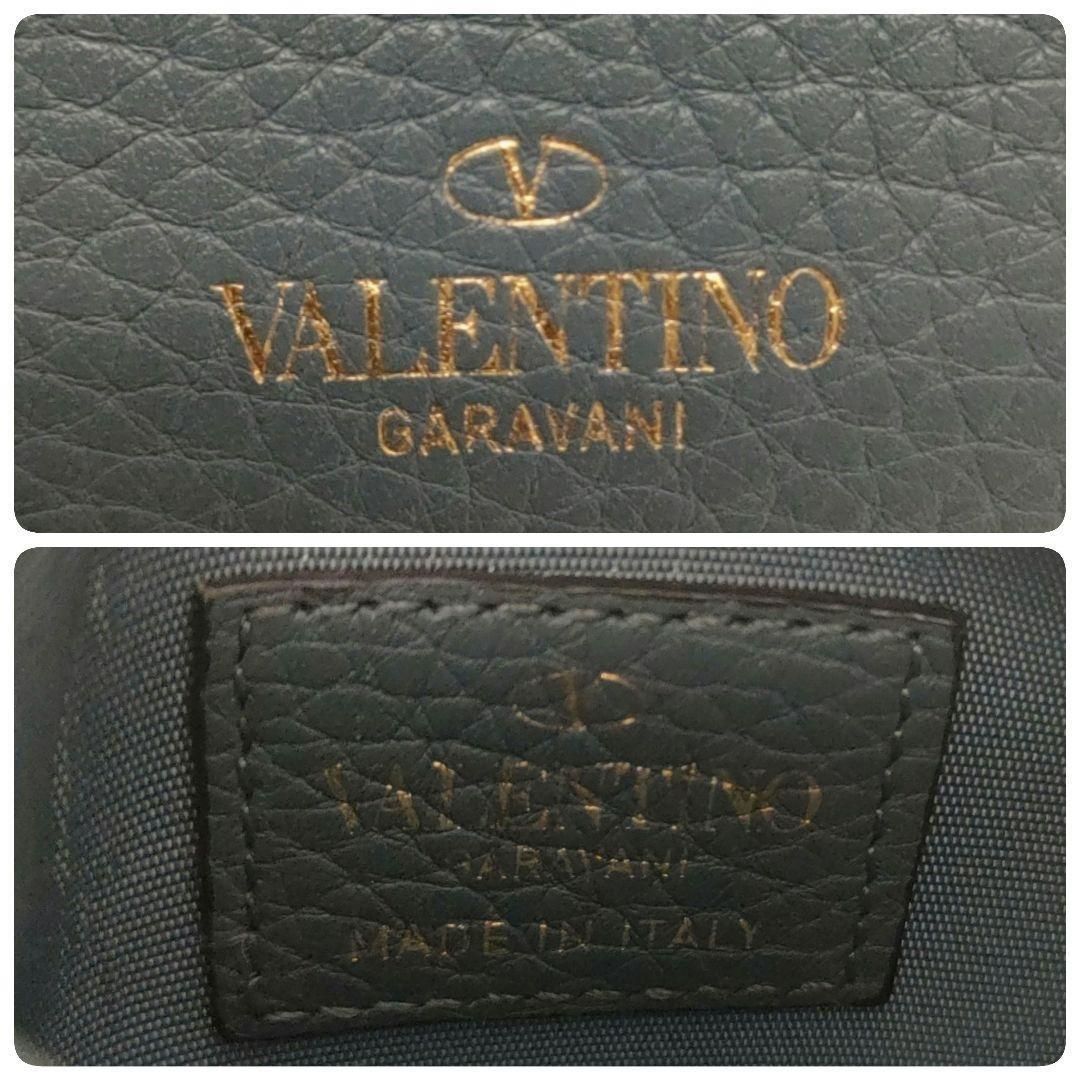 V
VALENTINO
GARAVANI
V
VALENTINO
GARAVANI
MADE IN ITALY